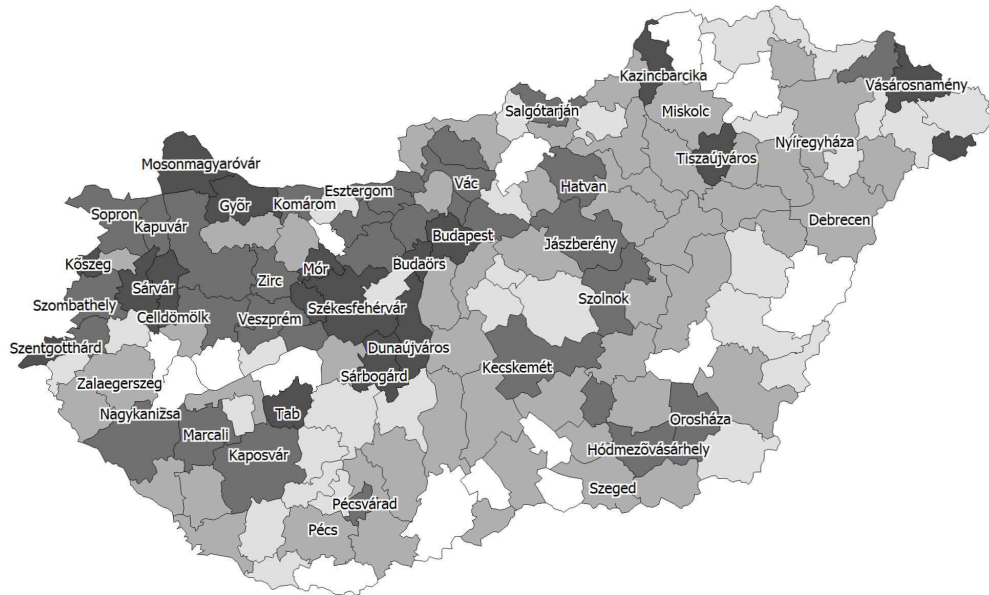 Kazincbarcika
Vásárosnamény
Salgótarján
Miskolc
Nyíregyháza
Mosonmagyaróvár
Tiszaújváros
Esztergom
Vác
Hatvan
Győr
Komárom
Sopron
Kapuvár
Debrecen
Budapest
Jászberény
Kőszeg
Mór
Budaörs
Zirc
Sárvár
Szolnok
Szombathely
Székesfehérvár
Celldömölk
Veszprém
Szentgotthárd
Dunaújváros
Kecskemét
Sárbogárd
Zalaegerszeg
Nagykanizsa
Tab
Orosháza
Marcali
Kaposvár
Hódmezõvásárhely
Szeged
Pécsvárad
Pécs